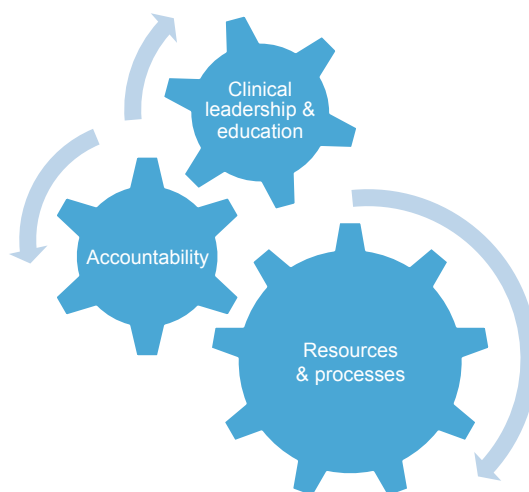 Clinical
leadership &
education
Accountability
Resources
& processes